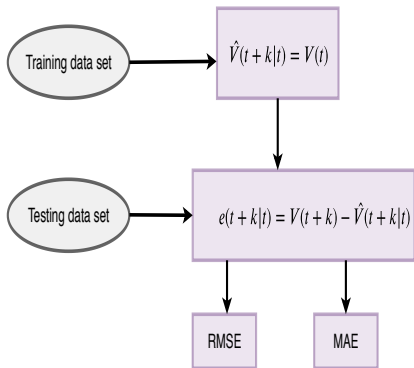 Training data set
V̂(t + k|t) = V(t)
Testing data set
e(t + k|t) = V(t + k) − V̂(t + k|t)
RMSE
MAE